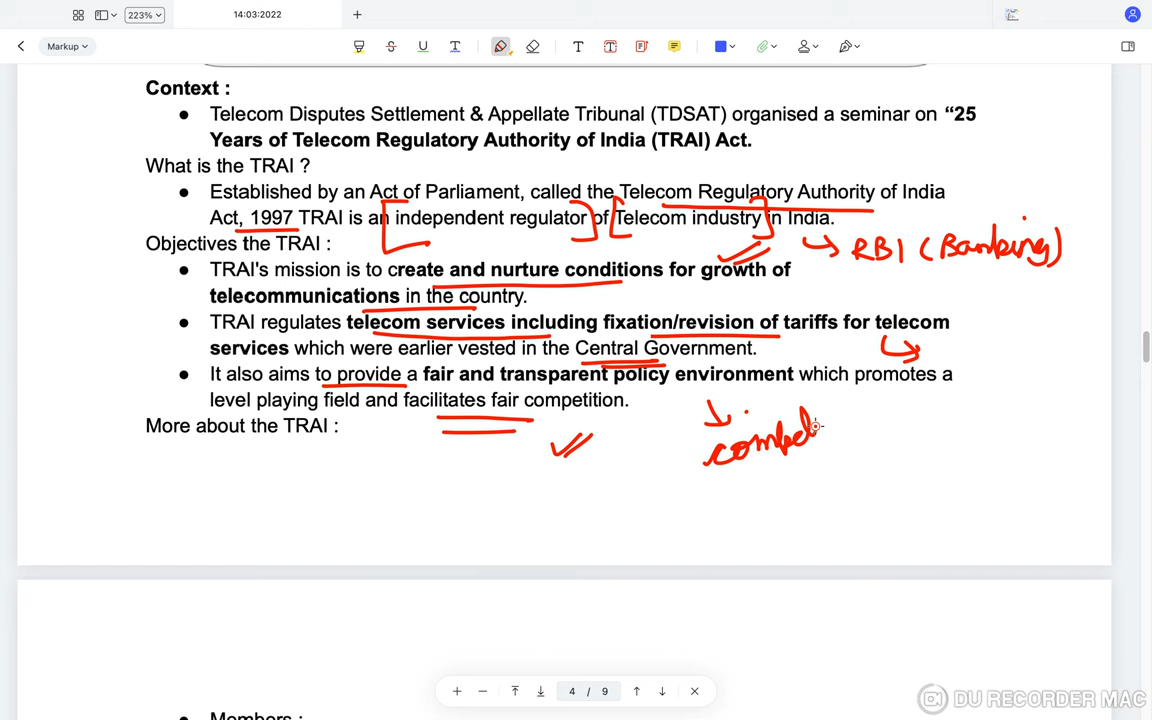 223%
14:03:2022
Markup
T
T
T
Context :
● Telecom Disputes Settlement & Appellate Tribunal (TDSAT) organised a seminar on “25
Years of Telecom Regulatory Authority of India (TRAI) Act.
What is the TRAI ?
● Established by an Act of Parliament, called the Telecom Regulatory Authority of India
Act, 1997 TRAI is an independent regulator of Telecom industry in India.
RBI (Banking)
Objectives the TRAI :
● TRAI's mission is to create and nurture conditions for growth of
telecommunications in the country.
● TRAI regulates telecom services including fixation/revision of tariffs for telecom
services which were earlier vested in the Central Government.
● It also aims to provide a fair and transparent policy environment which promotes a
level playing field and facilitates fair competition.
More about the TRAI :
4 / 9
● Members :
DU RECORDER MAC